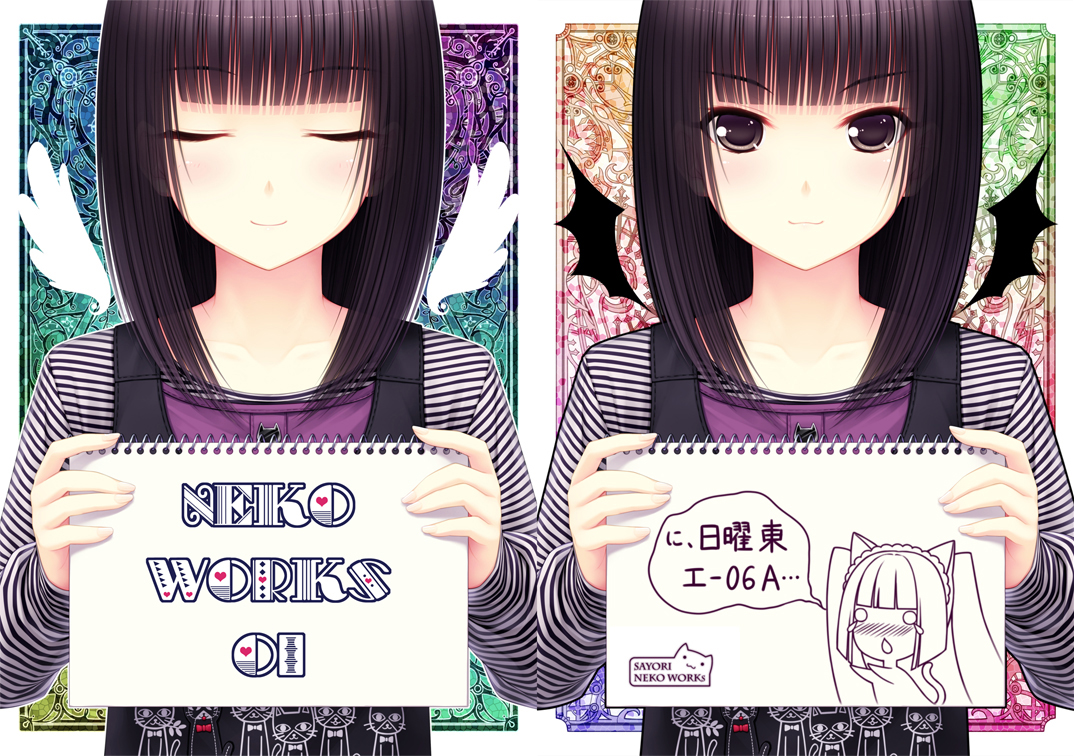 NEKO
WORKS
01
に、日曜東
エ-06A…
SAYORI
NEKO WORKs